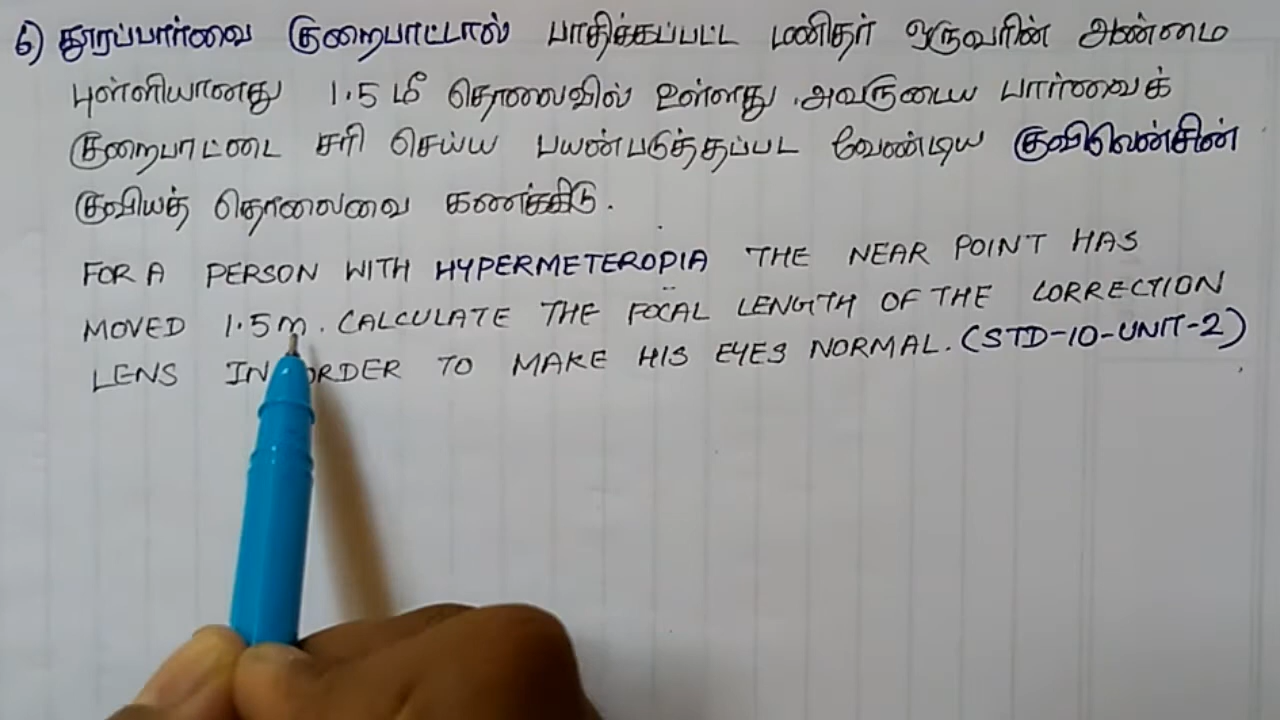 6) தூரப்பார்வை குறைபாட்டால் பாதிக்கப்பட்ட மனிதர் ஒருவரின் அண்மை
புள்ளியானது 1.5 மீ தொலைவில் உள்ளது. அவருடைய பார்வைக்
குறைபாட்டை சரி செய்ய பயன்படுத்தப்பட வேண்டிய குவிலென்சின்
குவியத் தொலைவை கணக்கிடு.
FOR A PERSON WITH HYPERMETEROPIA THE NEAR POINT HAS
MOVED 1.5m. CALCULATE THE FOCAL LENGTH OF THE CORRECTION
LENS IN ORDER TO MAKE HIS EYES NORMAL. (STD-10-UNIT-2)